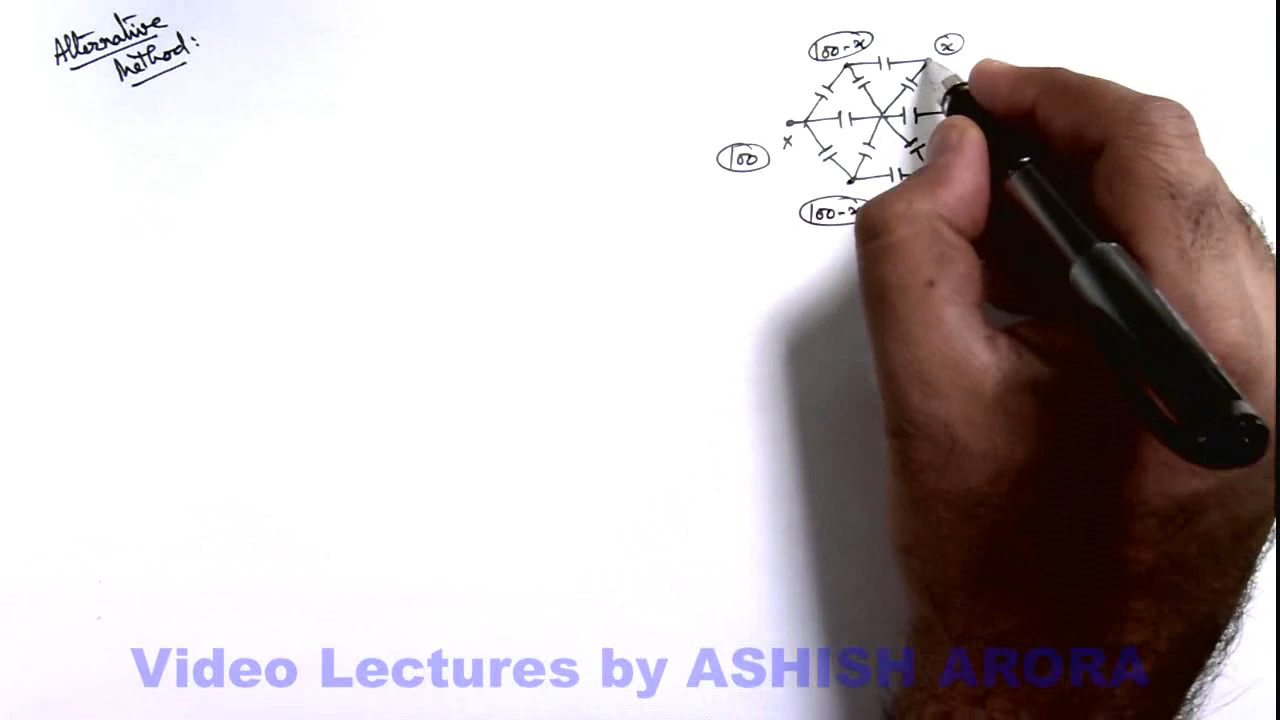 Alternative
Method:
100-x
x
x
100
100-x
Video Lectures by ASHISH ARORA